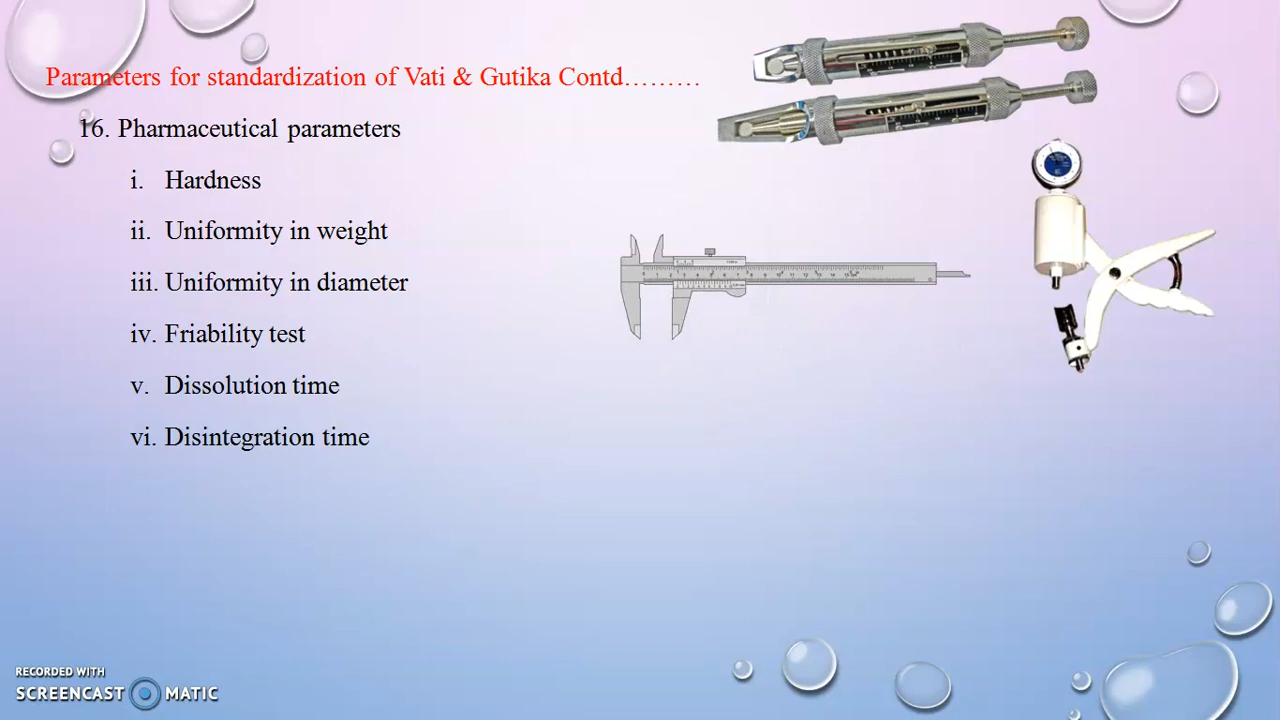 Parameters for standardization of Vati & Gutika Contd.........
16. Pharmaceutical parameters
i. Hardness
ii. Uniformity in weight
iii. Uniformity in diameter
iv. Friability test
v. Dissolution time
vi. Disintegration time
RECORDED WITH
SCREENCAST MATIC